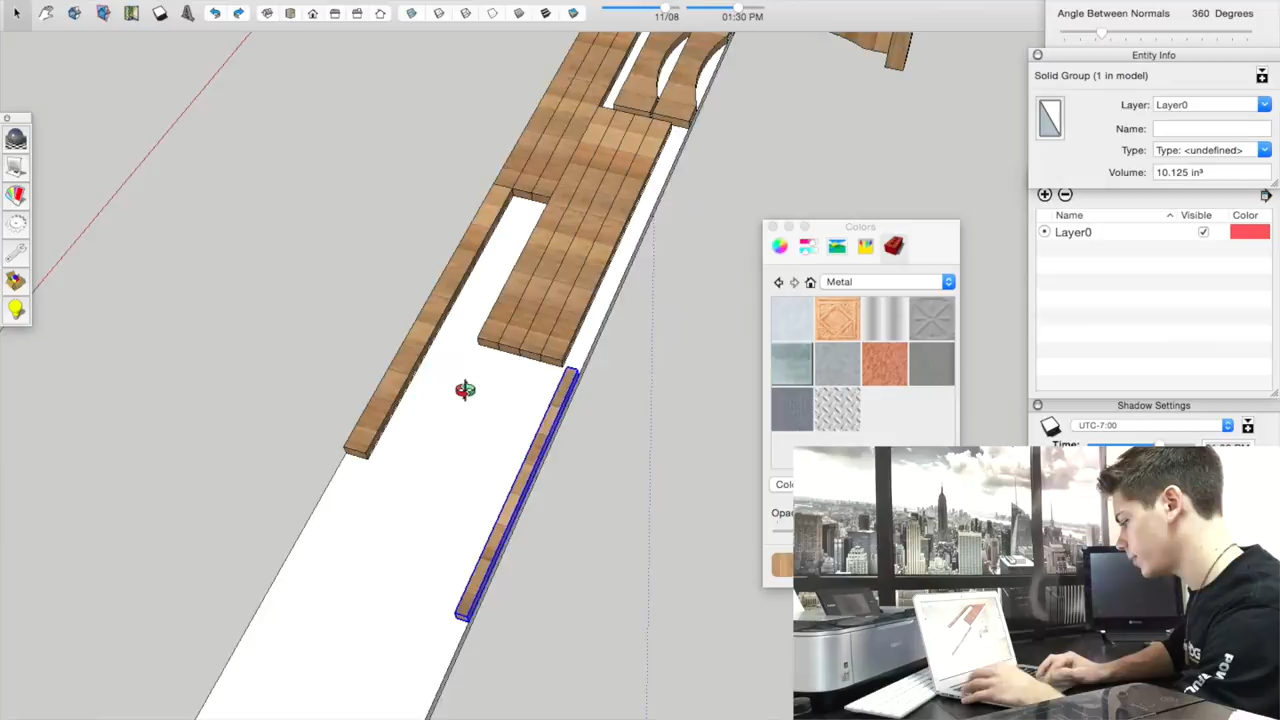 11/08
01:30 PM
Angle Between Normals
360 Degrees
Entity Info
Solid Group (1 in model)
Layer: Layer0
Name:
Type: Type: <undefined>
Volume: 10.125 in³
Name
Visible
Color
Layer0
Colors
Metal
Shadow Settings
UTC-7:00